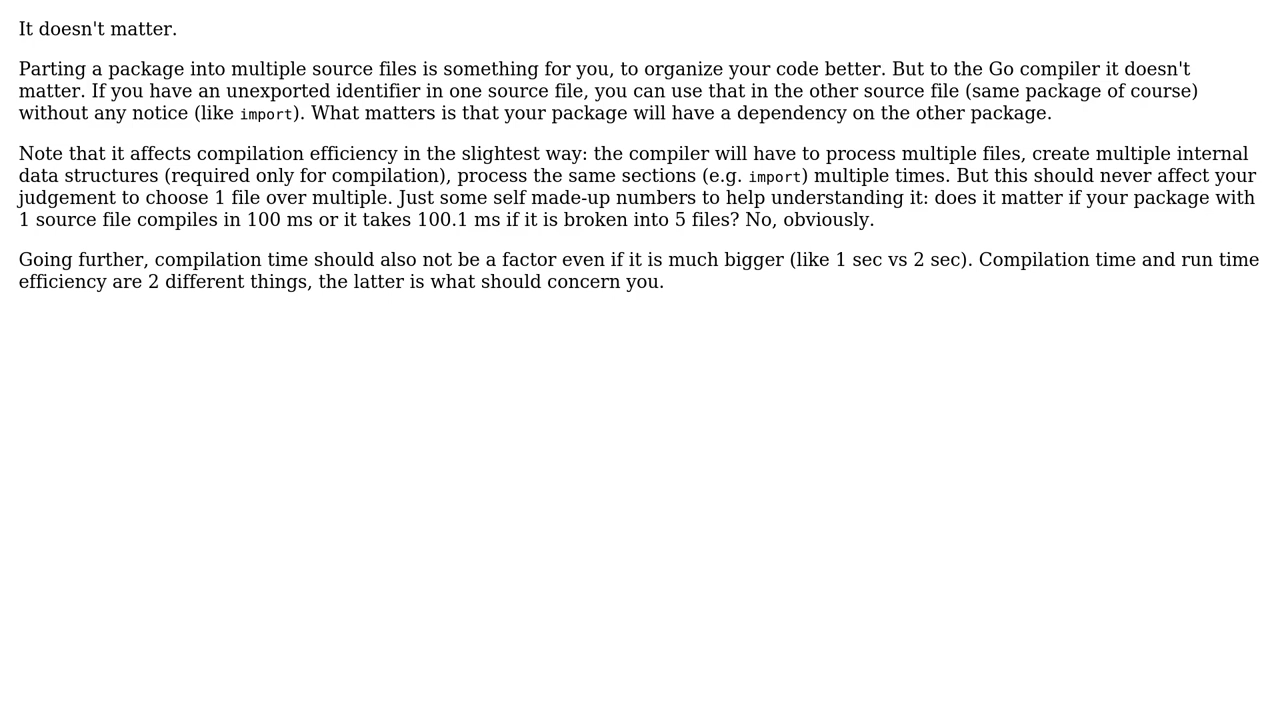 It doesn't matter.
Parting a package into multiple source files is something for you, to organize your code better. But to the Go compiler it doesn't
matter. If you have an unexported identifier in one source file, you can use that in the other source file (same package of course)
without any notice (like import). What matters is that your package will have a dependency on the other package.
Note that it affects compilation efficiency in the slightest way: the compiler will have to process multiple files, create multiple internal
data structures (required only for compilation), process the same sections (e.g. import) multiple times. But this should never affect your
judgement to choose 1 file over multiple. Just some self made-up numbers to help understanding it: does it matter if your package with
1 source file compiles in 100 ms or it takes 100.1 ms if it is broken into 5 files? No, obviously.
Going further, compilation time should also not be a factor even if it is much bigger (like 1 sec vs 2 sec). Compilation time and run time
efficiency are 2 different things, the latter is what should concern you.